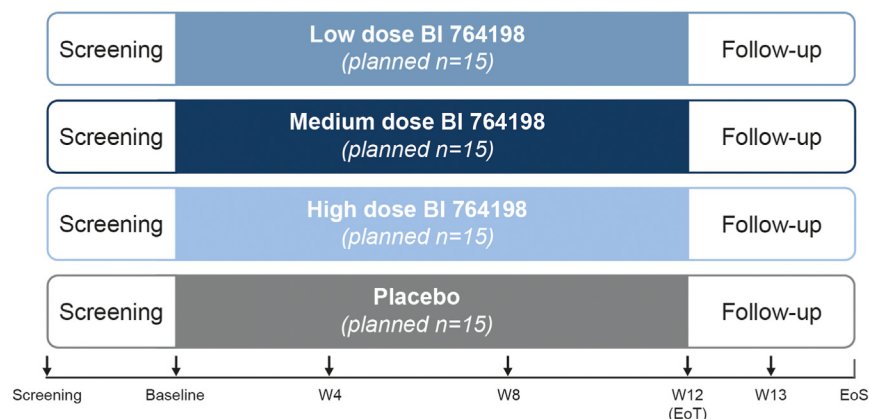 Screening
Low dose BI 764198
(planned n=15)
Follow-up
Screening
Medium dose BI 764198
(planned n=15)
Follow-up
Screening
High dose BI 764198
(planned n=15)
Follow-up
Screening
Placebo
(planned n=15)
Follow-up
Screening
Baseline
W4
W8
W12
(EoT)
W13
EoS